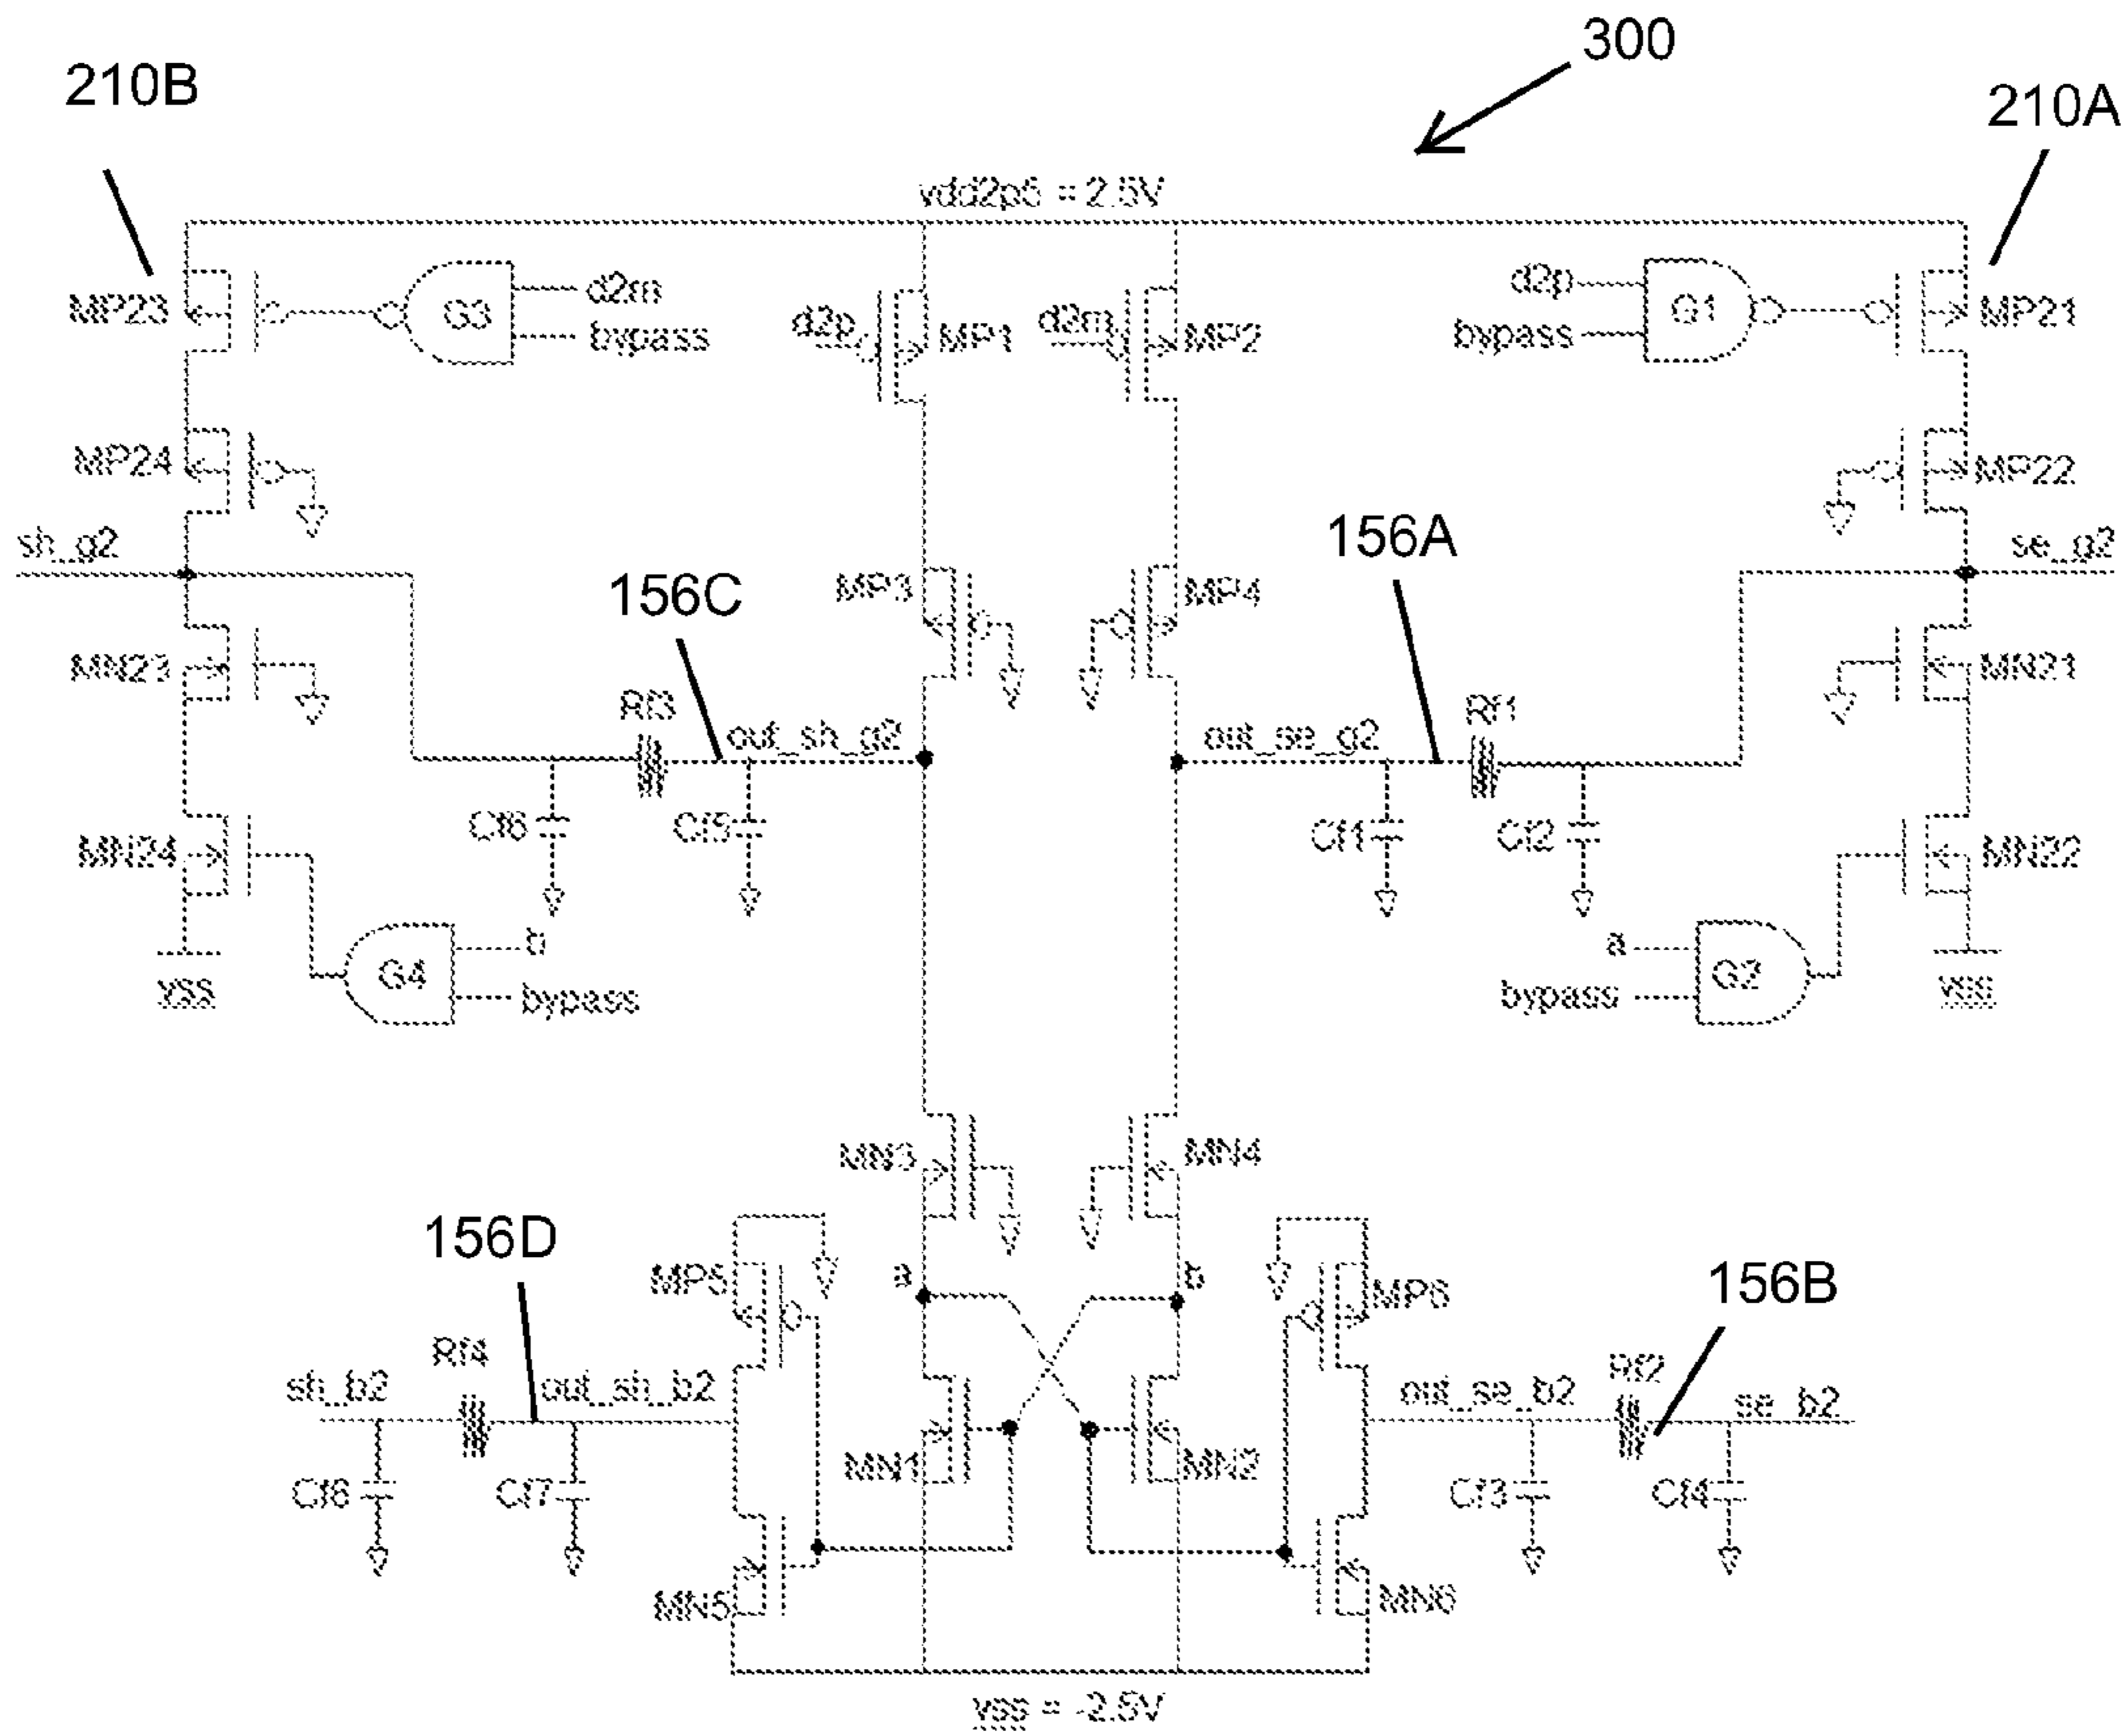 300
210B
210A
vdd2p5 = 2.5V
MP23
G3
d2m
bypass
d2p
MP1
d2m
MP2
d2p
bypass
G1
MP21
MP24
MP22
sh_g2
se_g2
156C
156A
MP3
MP4
MN23
MN21
Rf3
out_sh_g2
out_se_g2
Rf1
Cf6
Cf5
Cf1
Cf2
MN24
MN22
G4
b
bypass
a
bypass
G2
vss
vss
MN3
MN4
156D
156B
MP5
a
b
MP6
Rf4
Rf2
sh_b2
out_sh_b2
out_se_b2
se_b2
MN1
MN2
Cf6
Cf7
Cf3
Cf4
MN5
MN6
vss = -2.5V